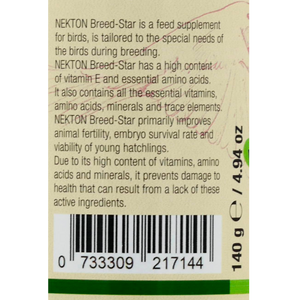 NEKTON Breed-Star is a feed supplement
for birds, is tailored to the special needs of
the birds during breeding.
NEKTON Breed-Star has a high content
of vitamin E and essential amino acids.
It also contains all the essential vitamins,
amino acids, minerals and trace elements.
NEKTON Breed-Star primarily improves
animal fertility, embryo survival rate and
viability of young hatchlings.
Due to its high content of vitamins, amino
acids and minerals, it prevents damage to
health that can result from a lack of these
active ingredients.
0 733309 217144
140 g ℮ / 4.94 oz